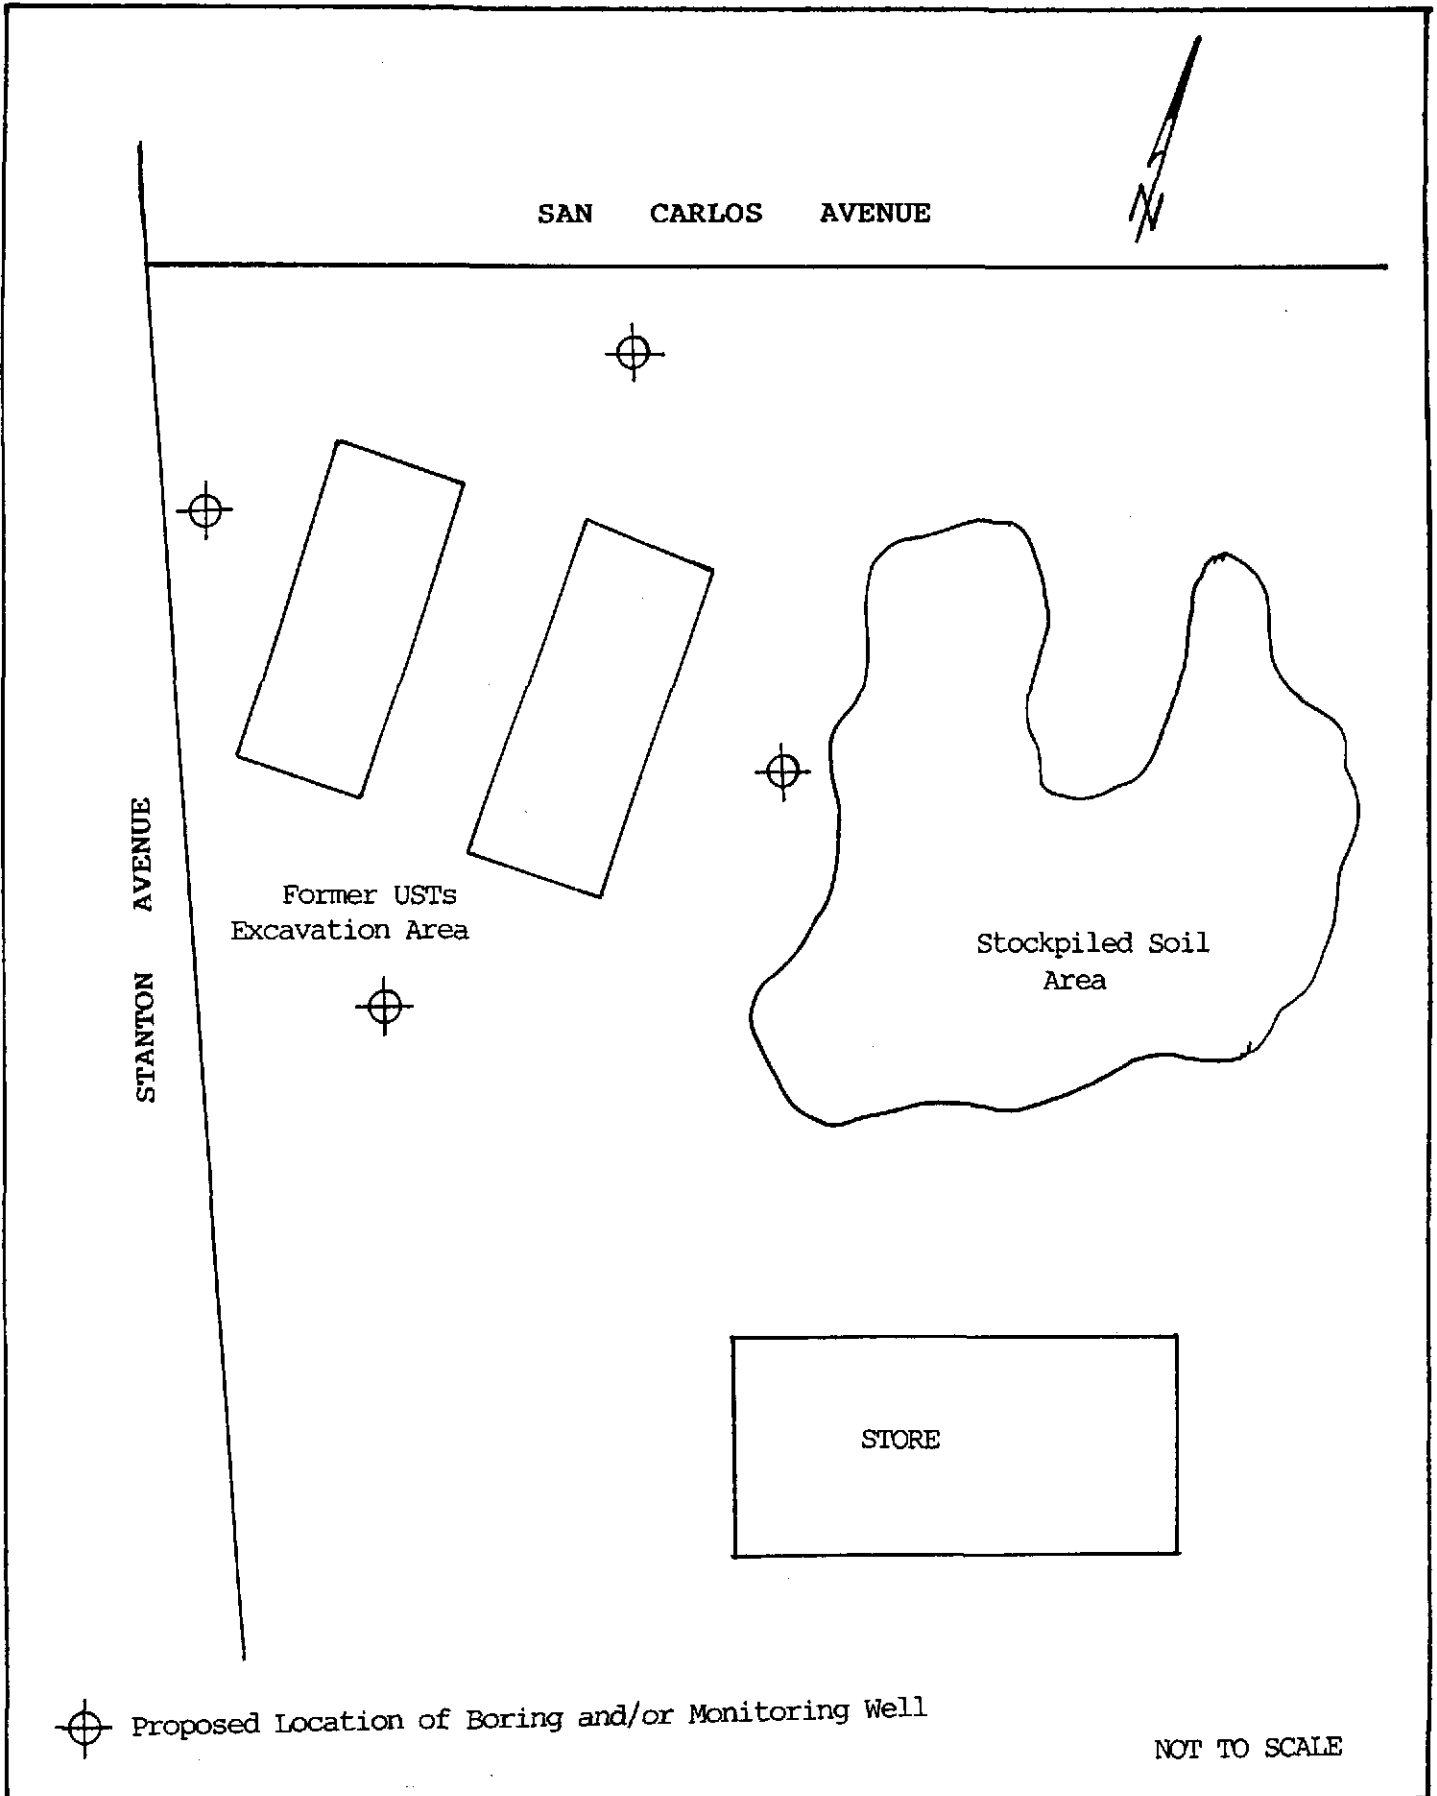 N
SAN CARLOS AVENUE
STANTON AVENUE
Former USTs
Excavation Area
Stockpiled Soil
Area
STORE
Proposed Location of Boring and/or Monitoring Well
NOT TO SCALE